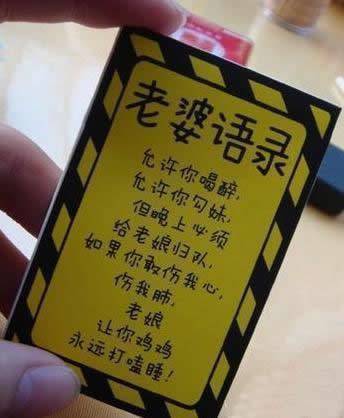 老婆语录
允许你喝醉,
允许你勾妹,
但晚上必须
给老娘归队,
如果你敢伤我心,
伤我肺,
老娘
让你鸡鸡
永远打嗑睡!